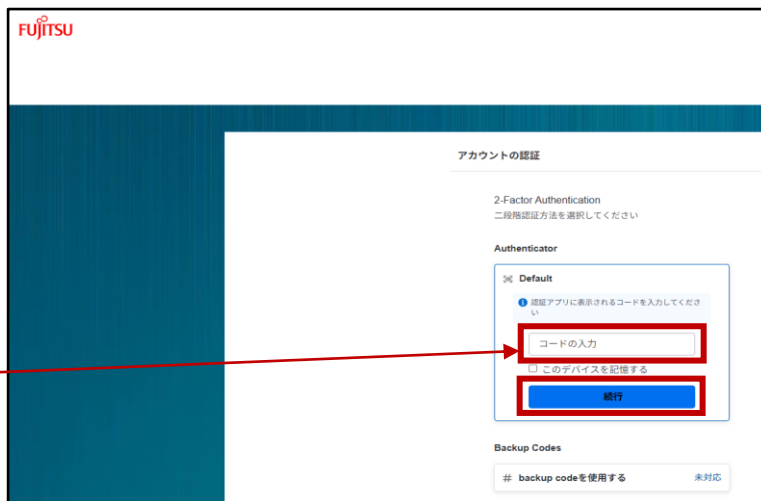 FUJITSU
アカウントの認証
2-Factor Authentication
二段階認証方法を選択してください
Authenticator
Default
認証アプリに表示されるコードを入力してくださ
い
コードの入力
このデバイスを記憶する
続行
Backup Codes
# backup codeを使用する 未対応